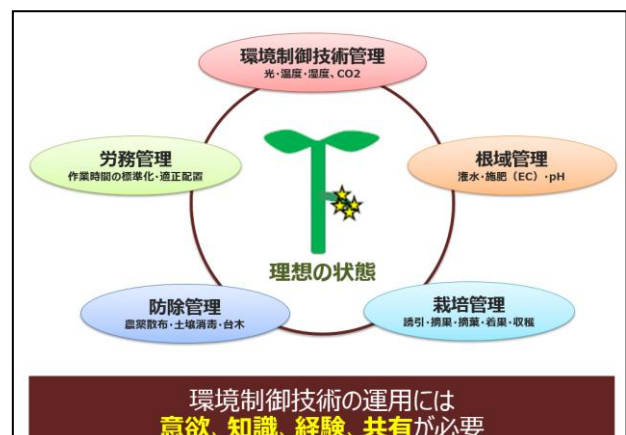 環境制御技術管理
光・温度・湿度、CO2
労務管理
作業時間の標準化・適正配置
根域管理
潅水・施肥（EC）・pH
理想の状態
防除管理
農薬散布・土壌消毒・台木
栽培管理
誘引・摘果・摘葉・着果・収穫
環境制御技術の運用には
意欲、知識、経験、共有が必要